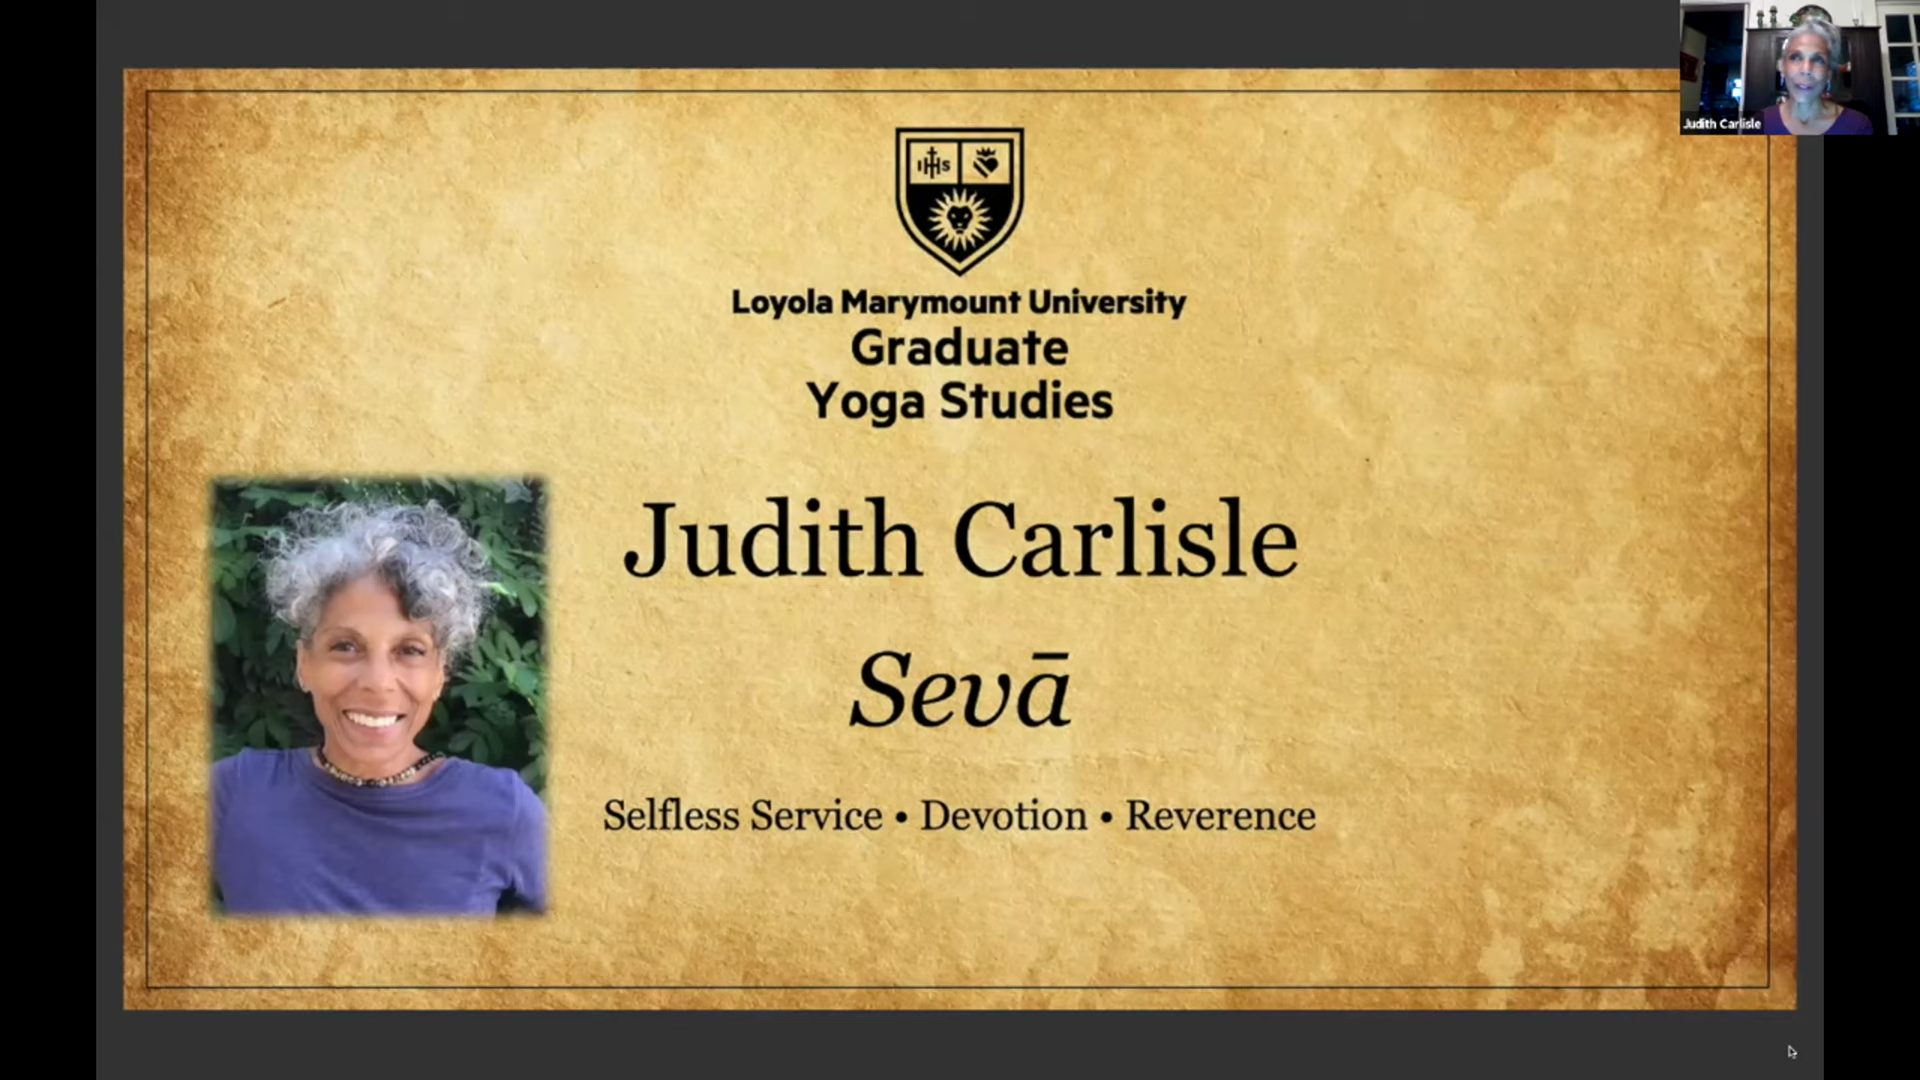 Judith Carlisle
IHS
Loyola Marymount University
Graduate
Yoga Studies
Judith Carlisle
Sevā
Selfless Service • Devotion • Reverence